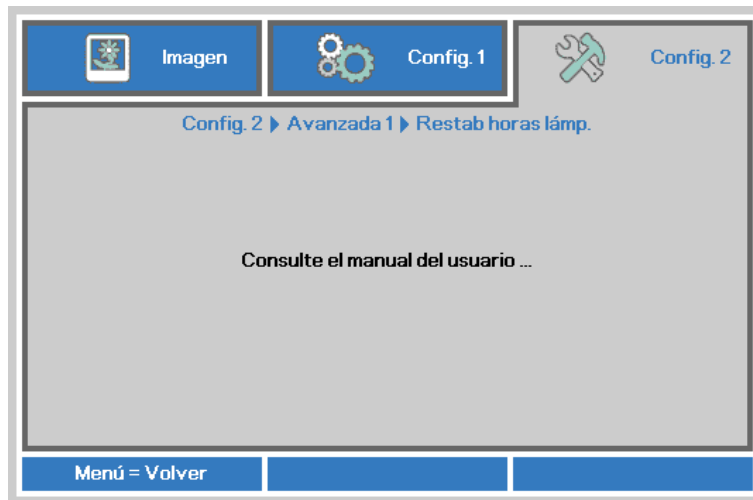 Imagen
Config. 1
Config. 2
Config. 2 Avanzada 1 Restab horas lámp.
Consulte el manual del usuario ...
Menú = Volver